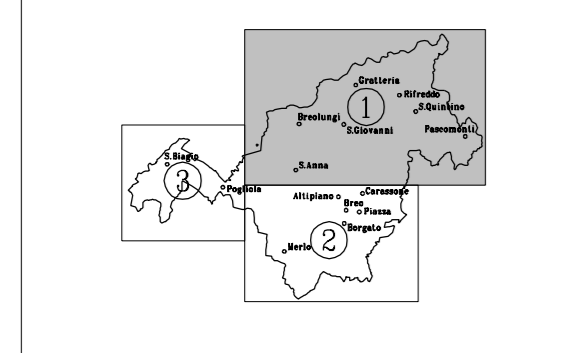 Gratteria
Rifreddo
1
S.Quintino
Breolungi
S.Giovanni
Pascomonti
S.Anna
S.Biagio
3
Pogliola
Carassone
Altipiano
Breo
Piazza
Borgato
2
Merlo